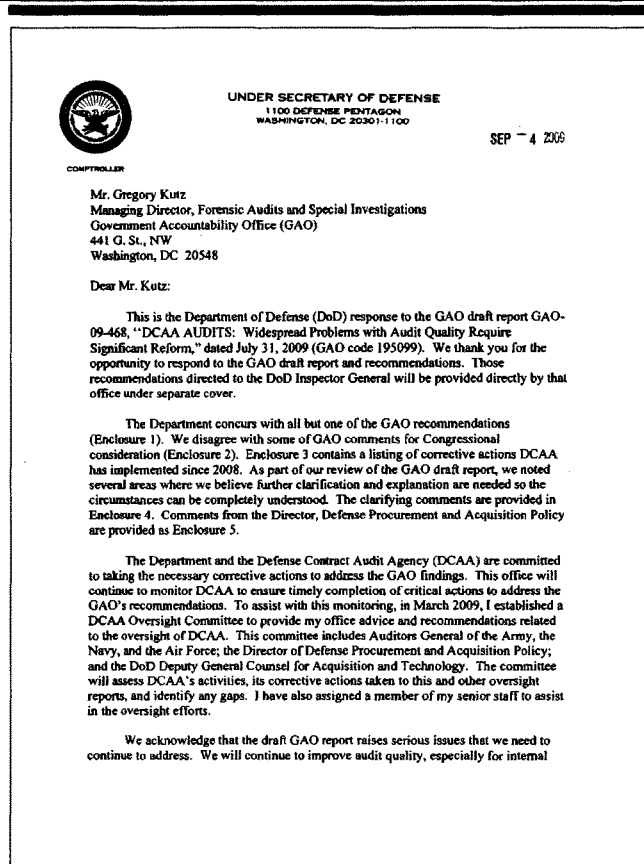 UNDER SECRETARY OF DEFENSE
1100 DEFENSE PENTAGON
WASHINGTON, DC 20301-1100
SEP - 4 2009
COMPTROLLER
Mr. Gregory Kutz
Managing Director, Forensic Audits and Special Investigations
Government Accountability Office (GAO)
441 G. St., NW
Washington, DC 20548
Dear Mr. Kutz:
This is the Department of Defense (DoD) response to the GAO draft report GAO-
09-468, "DCAA AUDITS: Widespread Problems with Audit Quality Require
Significant Reform," dated July 31, 2009 (GAO code 195099). We thank you for the
opportunity to respond to the GAO draft report and recommendations. Those
recommendations directed to the DoD Inspector General will be provided directly by that
office under separate cover.
The Department concurs with all but one of the GAO recommendations
(Enclosure 1). We disagree with some of GAO comments for Congressional
consideration (Enclosure 2). Enclosure 3 contains a listing of corrective actions DCAA
has implemented since 2008. As part of our review of the GAO draft report, we noted
several areas where we believe further clarification and explanation are needed so the
circumstances can be completely understood. The clarifying comments are provided in
Enclosure 4. Comments from the Director, Defense Procurement and Acquisition Policy
are provided as Enclosure 5.
The Department and the Defense Contract Audit Agency (DCAA) are committed
to taking the necessary corrective actions to address the GAO findings. This office will
continue to monitor DCAA to ensure timely completion of critical actions to address the
GAO's recommendations. To assist with this monitoring, in March 2009, I established a
DCAA Oversight Committee to provide my office advice and recommendations related
to the oversight of DCAA. This committee includes Auditors General of the Army, the
Navy, and the Air Force; the Director of Defense Procurement and Acquisition Policy;
and the DoD Deputy General Counsel for Acquisition and Technology. The committee
will assess DCAA's activities, its corrective actions taken to this and other oversight
reports, and identify any gaps. I have also assigned a member of my senior staff to assist
in the oversight efforts.
We acknowledge that the draft GAO report raises serious issues that we need to
continue to address. We will continue to improve audit quality, especially for internal